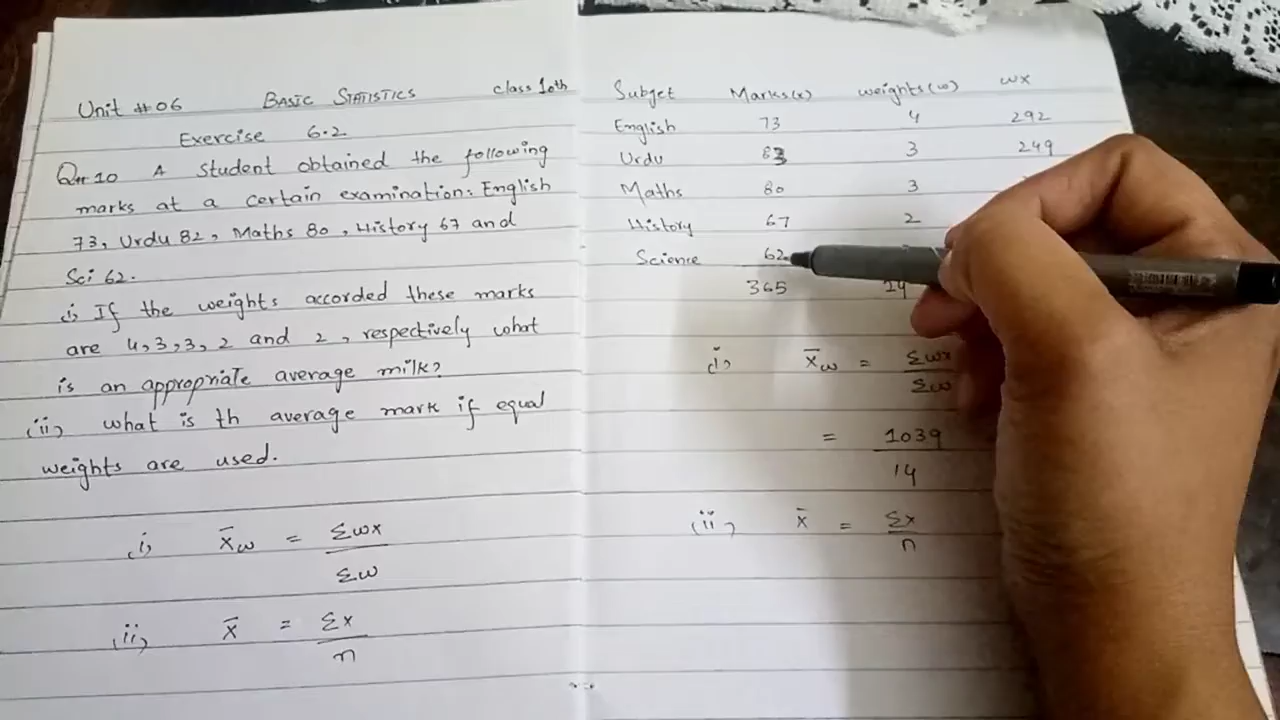 Unit #06 BASIC STATISTICS class 10th
Exercise 6.2
Q#10 A Student obtained the following
marks at a certain examination: English
73, Urdu 82, Maths 80, History 67 and
Sci 62.
i) If the weights accorded these marks
are 4,3,3,2 and 2, respectively what
is an appropriate average milk?
(ii) what is th average mark if equal
weights are used.
(i) x̄w = Σwx
Σw
(ii) x̄ = Σx
n
Subjet Marks(x) weights(w) wx
English 73 4 292
Urdu 83 3 249
Maths 80 3
History 67 2
Science 62
365 14
(i) x̄w = Σwx
Σw
= 1039
14
(ii) x̄ = Σx
n